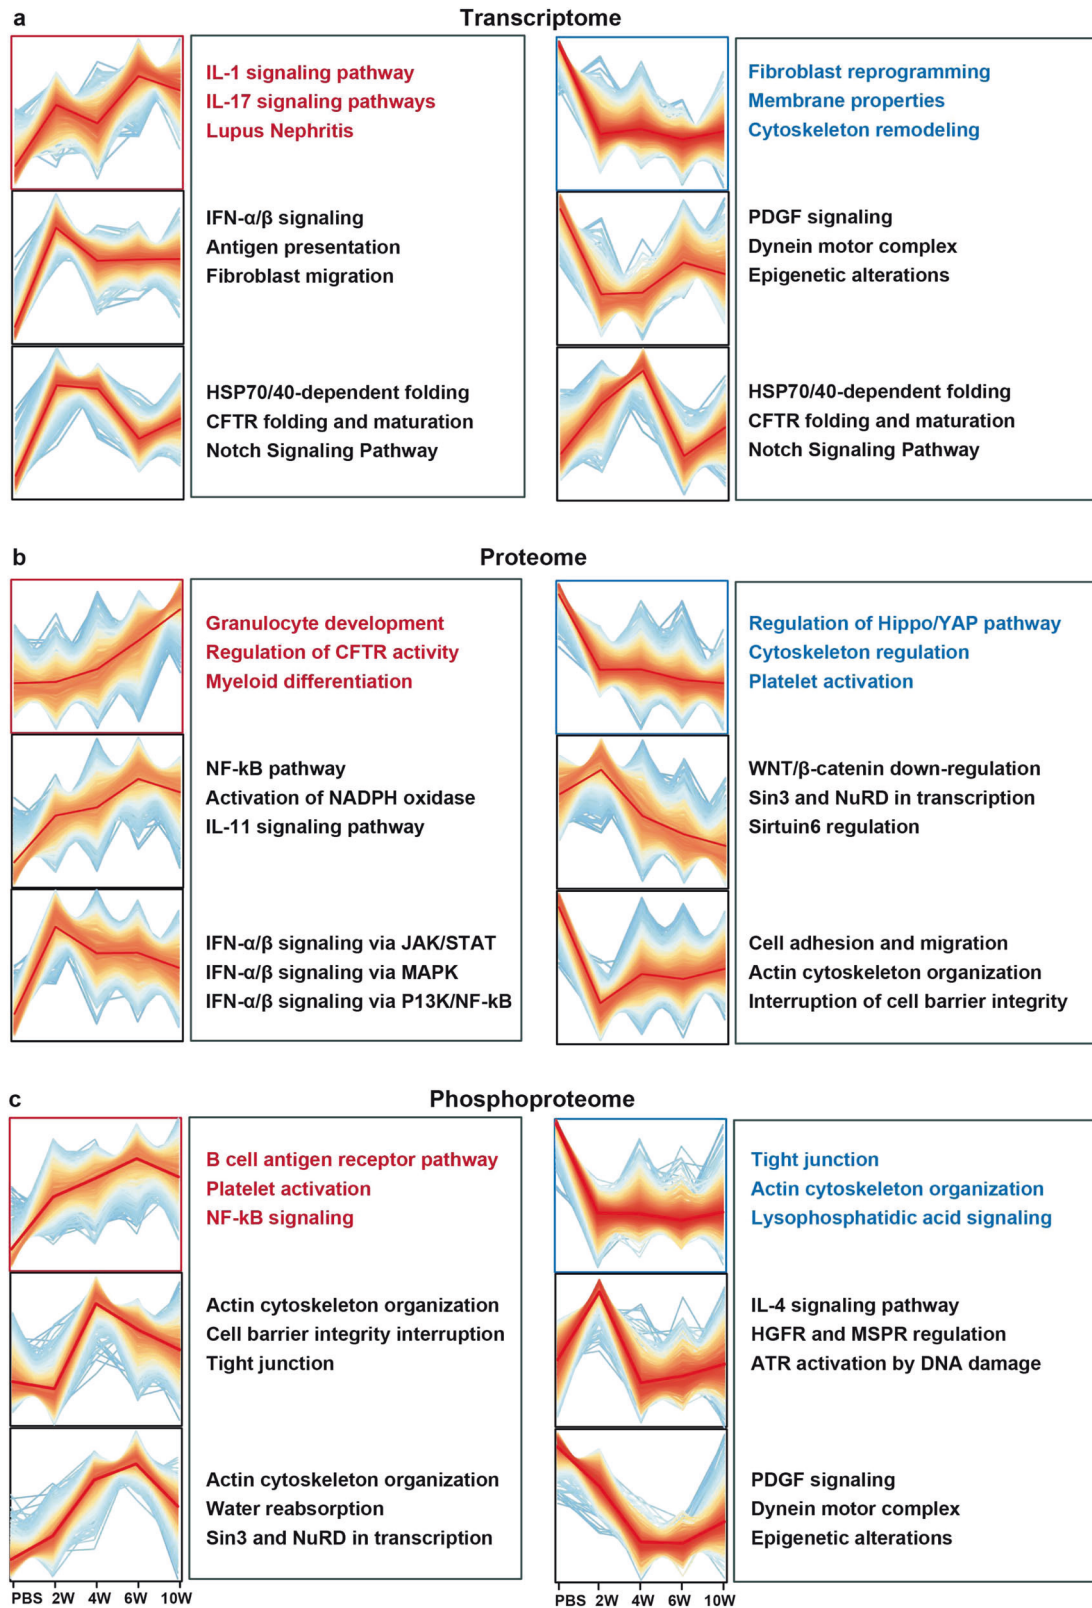 a
Transcriptome
IL-1 signaling pathway
IL-17 signaling pathways
Lupus Nephritis
IFN-α/β signaling
Antigen presentation
Fibroblast migration
HSP70/40-dependent folding
CFTR folding and maturation
Notch Signaling Pathway
Fibroblast reprogramming
Membrane properties
Cytoskeleton remodeling
PDGF signaling
Dynein motor complex
Epigenetic alterations
HSP70/40-dependent folding
CFTR folding and maturation
Notch Signaling Pathway
b
Proteome
Granulocyte development
Regulation of CFTR activity
Myeloid differentiation
NF-kB pathway
Activation of NADPH oxidase
IL-11 signaling pathway
IFN-α/β signaling via JAK/STAT
IFN-α/β signaling via MAPK
IFN-α/β signaling via P13K/NF-kB
Regulation of Hippo/YAP pathway
Cytoskeleton regulation
Platelet activation
WNT/β-catenin down-regulation
Sin3 and NuRD in transcription
Sirtuin6 regulation
Cell adhesion and migration
Actin cytoskeleton organization
Interruption of cell barrier integrity
c
Phosphoproteome
B cell antigen receptor pathway
Platelet activation
NF-kB signaling
Actin cytoskeleton organization
Cell barrier integrity interruption
Tight junction
Actin cytoskeleton organization
Water reabsorption
Sin3 and NuRD in transcription
PBS 2W 4W 6W 10W
Tight junction
Actin cytoskeleton organization
Lysophosphatidic acid signaling
IL-4 signaling pathway
HGFR and MSPR regulation
ATR activation by DNA damage
PDGF signaling
Dynein motor complex
Epigenetic alterations
PBS 2W 4W 6W 10W